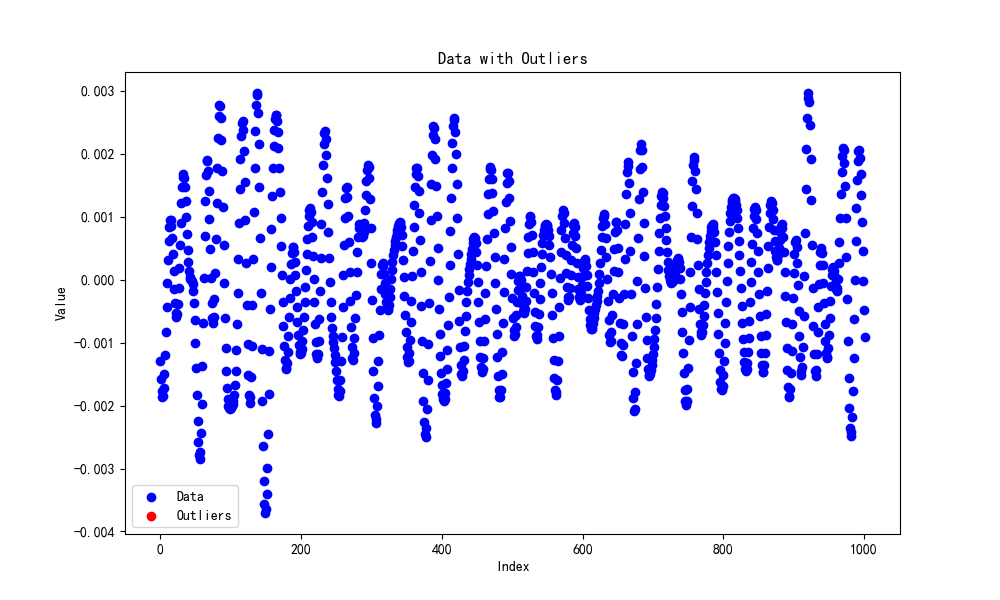 Data with Outliers
0.003
0.002
0.001
0.000
−0.001
−0.002
−0.003
−0.004
Value
Data
Outliers
0 200 400 600 800 1000
Index